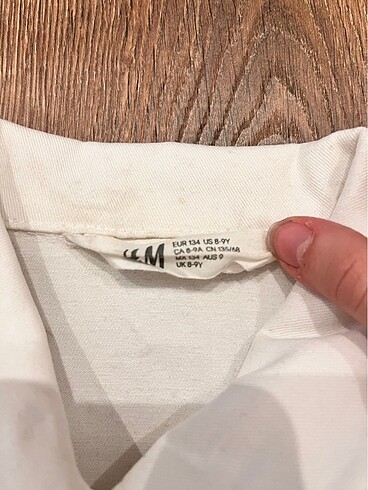 H&M
EUR 134 US 8-9Y
CA 8-9A CN 135/68
MX 134 AUS 9
UK 8-9Y